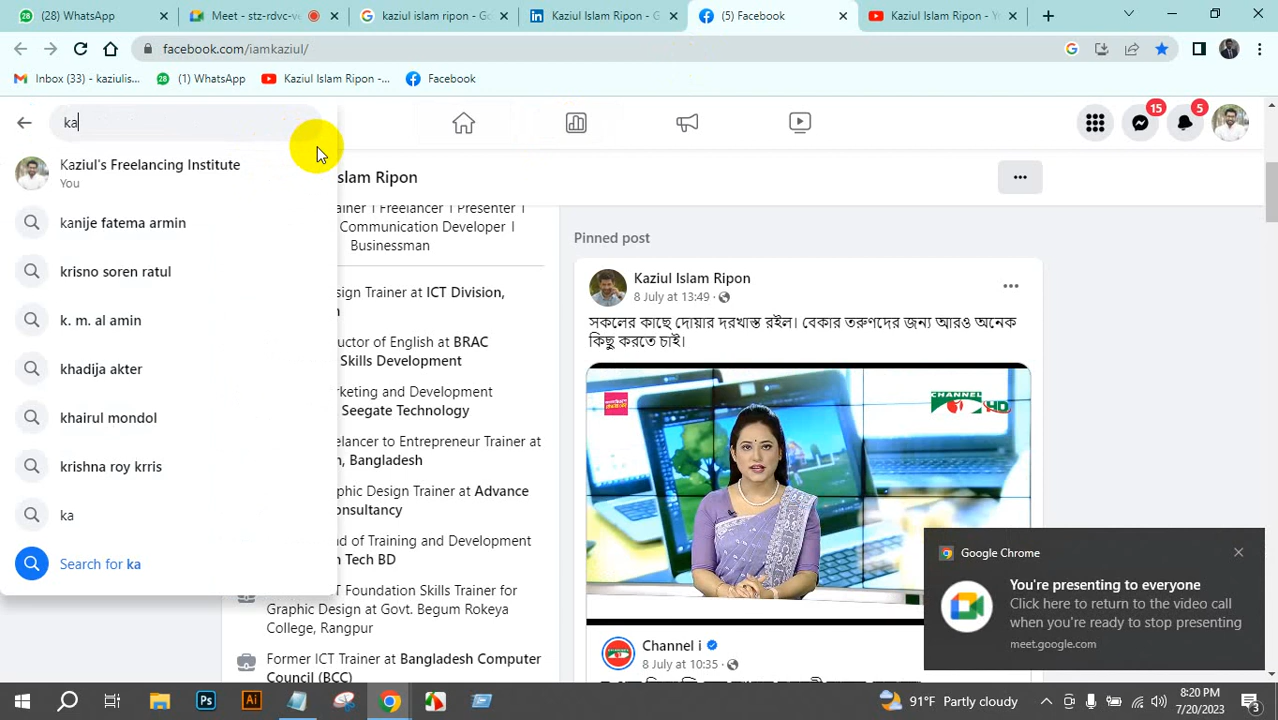 (28) WhatsApp
Meet - stz-rdvc-v
kaziul islam ripon - Go
Kaziul Islam Ripon - 
(5) Facebook
Kaziul Islam Ripon - Y
facebook.com/iamkaziul/
Inbox (33) - kaziulis...
(1) WhatsApp
Kaziul Islam Ripon -...
Facebook
ka
15
5
Kaziul's Freelancing Institute
You
kanije fatema armin
krisno soren ratul
k. m. al amin
khadija akter
khairul mondol
krishna roy krris
ka
Search for ka
slam Ripon
ainer I Freelancer I Presenter I
Communication Developer I
Businessman
sign Trainer at ICT Division,
uctor of English at BRAC
Skills Development
rketing and Development
Seegate Technology
elancer to Entrepreneur Trainer at
, Bangladesh
phic Design Trainer at Advance
onsultancy
d of Training and Development
n Tech BD
T Foundation Skills Trainer for
Graphic Design at Govt. Begum Rokeya
College, Rangpur
Former ICT Trainer at Bangladesh Computer
Council (BCC)
Pinned post
Kaziul Islam Ripon
8 July at 13:49
সকলের কাছে দোয়ার দরখাস্ত রইল। বেকার তরুণদের জন্য আরও অনেক
কিছু করতে চাই।
CHANNEL
HD
Channel i
8 July at 10:35
Google Chrome
You're presenting to everyone
Click here to return to the video call
when you're ready to stop presenting
meet.google.com
Ps
Ai
91°F Partly cloudy
8:20 PM
7/20/2023
3